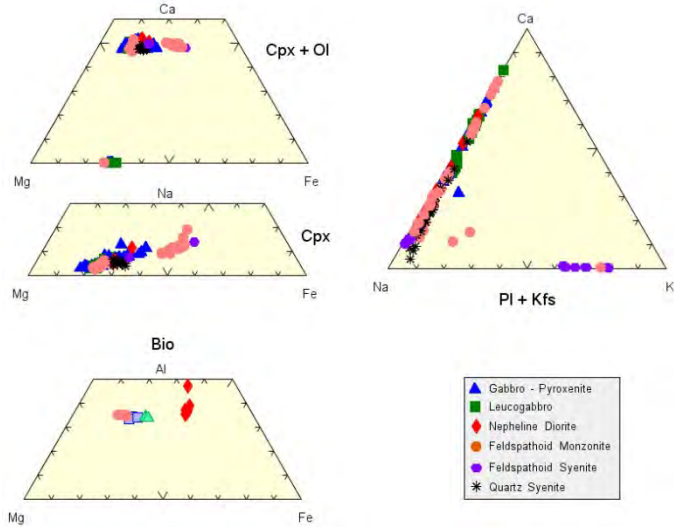 Ca
Cpx + Ol
Mg Fe
Na
Cpx
Mg Fe
Bio
Al
Mg Fe
Ca
Na K
Pl + Kfs
Gabbro - Pyroxenite
Leucogabbro
Nepheline Diorite
Feldspathoid Monzonite
Feldspathoid Syenite
Quartz Syenite